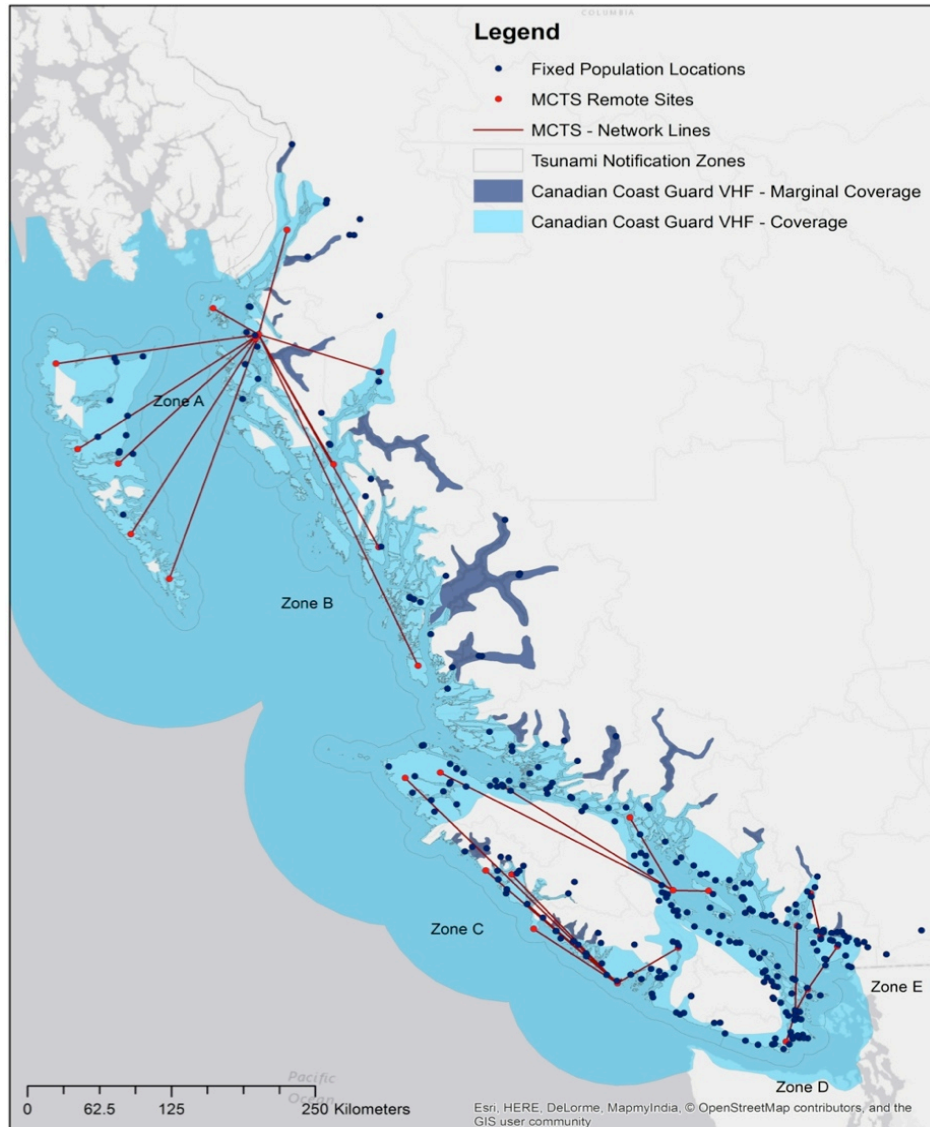 COLUMBIA
Legend
Fixed Population Locations
MCTS Remote Sites
MCTS - Network Lines
Tsunami Notification Zones
Canadian Coast Guard VHF - Marginal Coverage
Canadian Coast Guard VHF - Coverage
Zone A
Zone B
Zone C
Zone E
Zone D
Pacific
Ocean
0 62.5 125 250 Kilometers
Esri, HERE, DeLorme, MapmyIndia, © OpenStreetMap contributors, and the
GIS user community